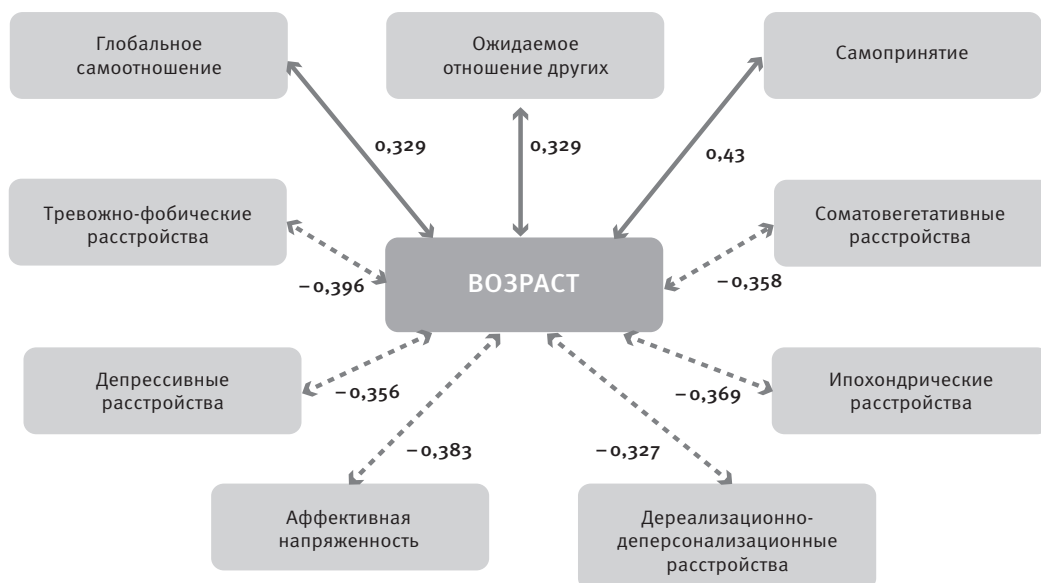 Глобальное
самоотношение
Ожидаемое
отношение других
Самопринятие
0,329
0,329
0,43
Тревожно-фобические
расстройства
Соматовегетативные
расстройства
ВОЗРАСТ
–0,396
–0,358
Депрессивные
расстройства
–0,356
–0,369
Ипохондрические
расстройства
–0,383
–0,327
Аффективная
напряженность
Дереализационно-
деперсонализационные
расстройства